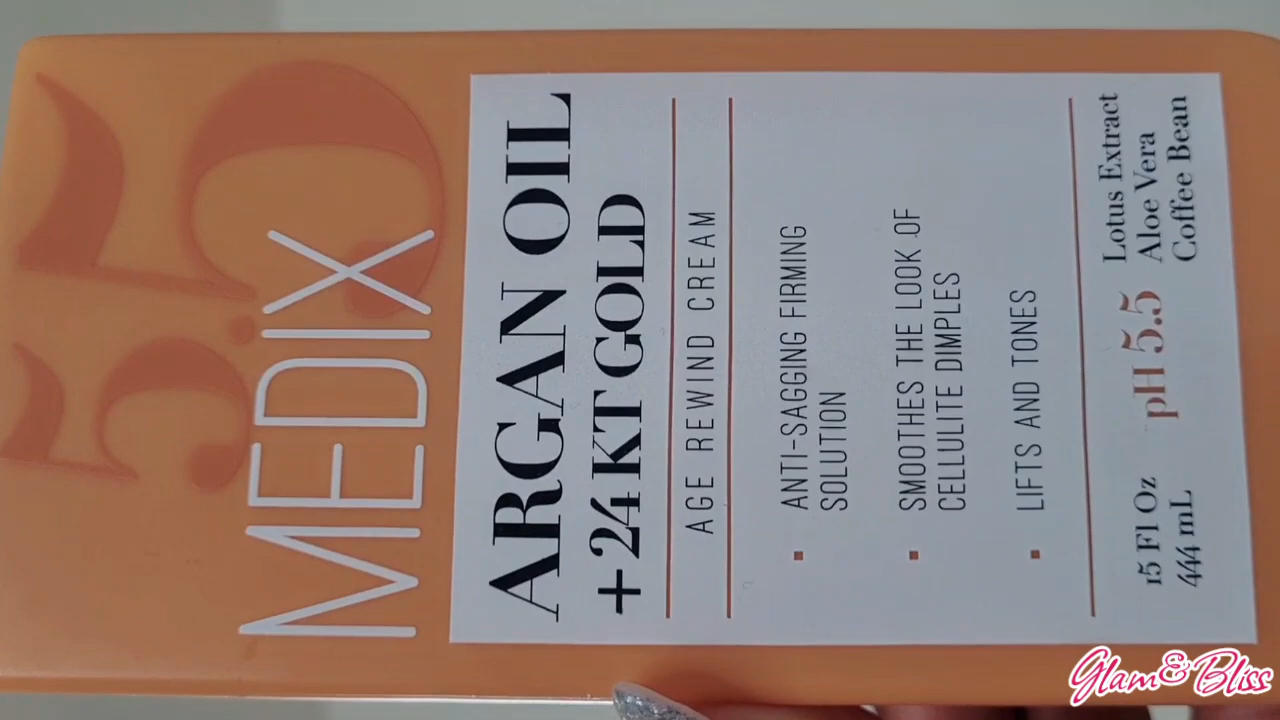 5.5
MEDIX
ARGAN OIL
+ 24 KT GOLD
AGE REWIND CREAM
▪ ANTI-SAGGING FIRMING
SOLUTION
▪ SMOOTHES THE LOOK OF
CELLULITE DIMPLES
▪ LIFTS AND TONES
15 Fl Oz
444 mL
pH 5.5
Lotus Extract
Aloe Vera
Coffee Bean
Glam & Bliss